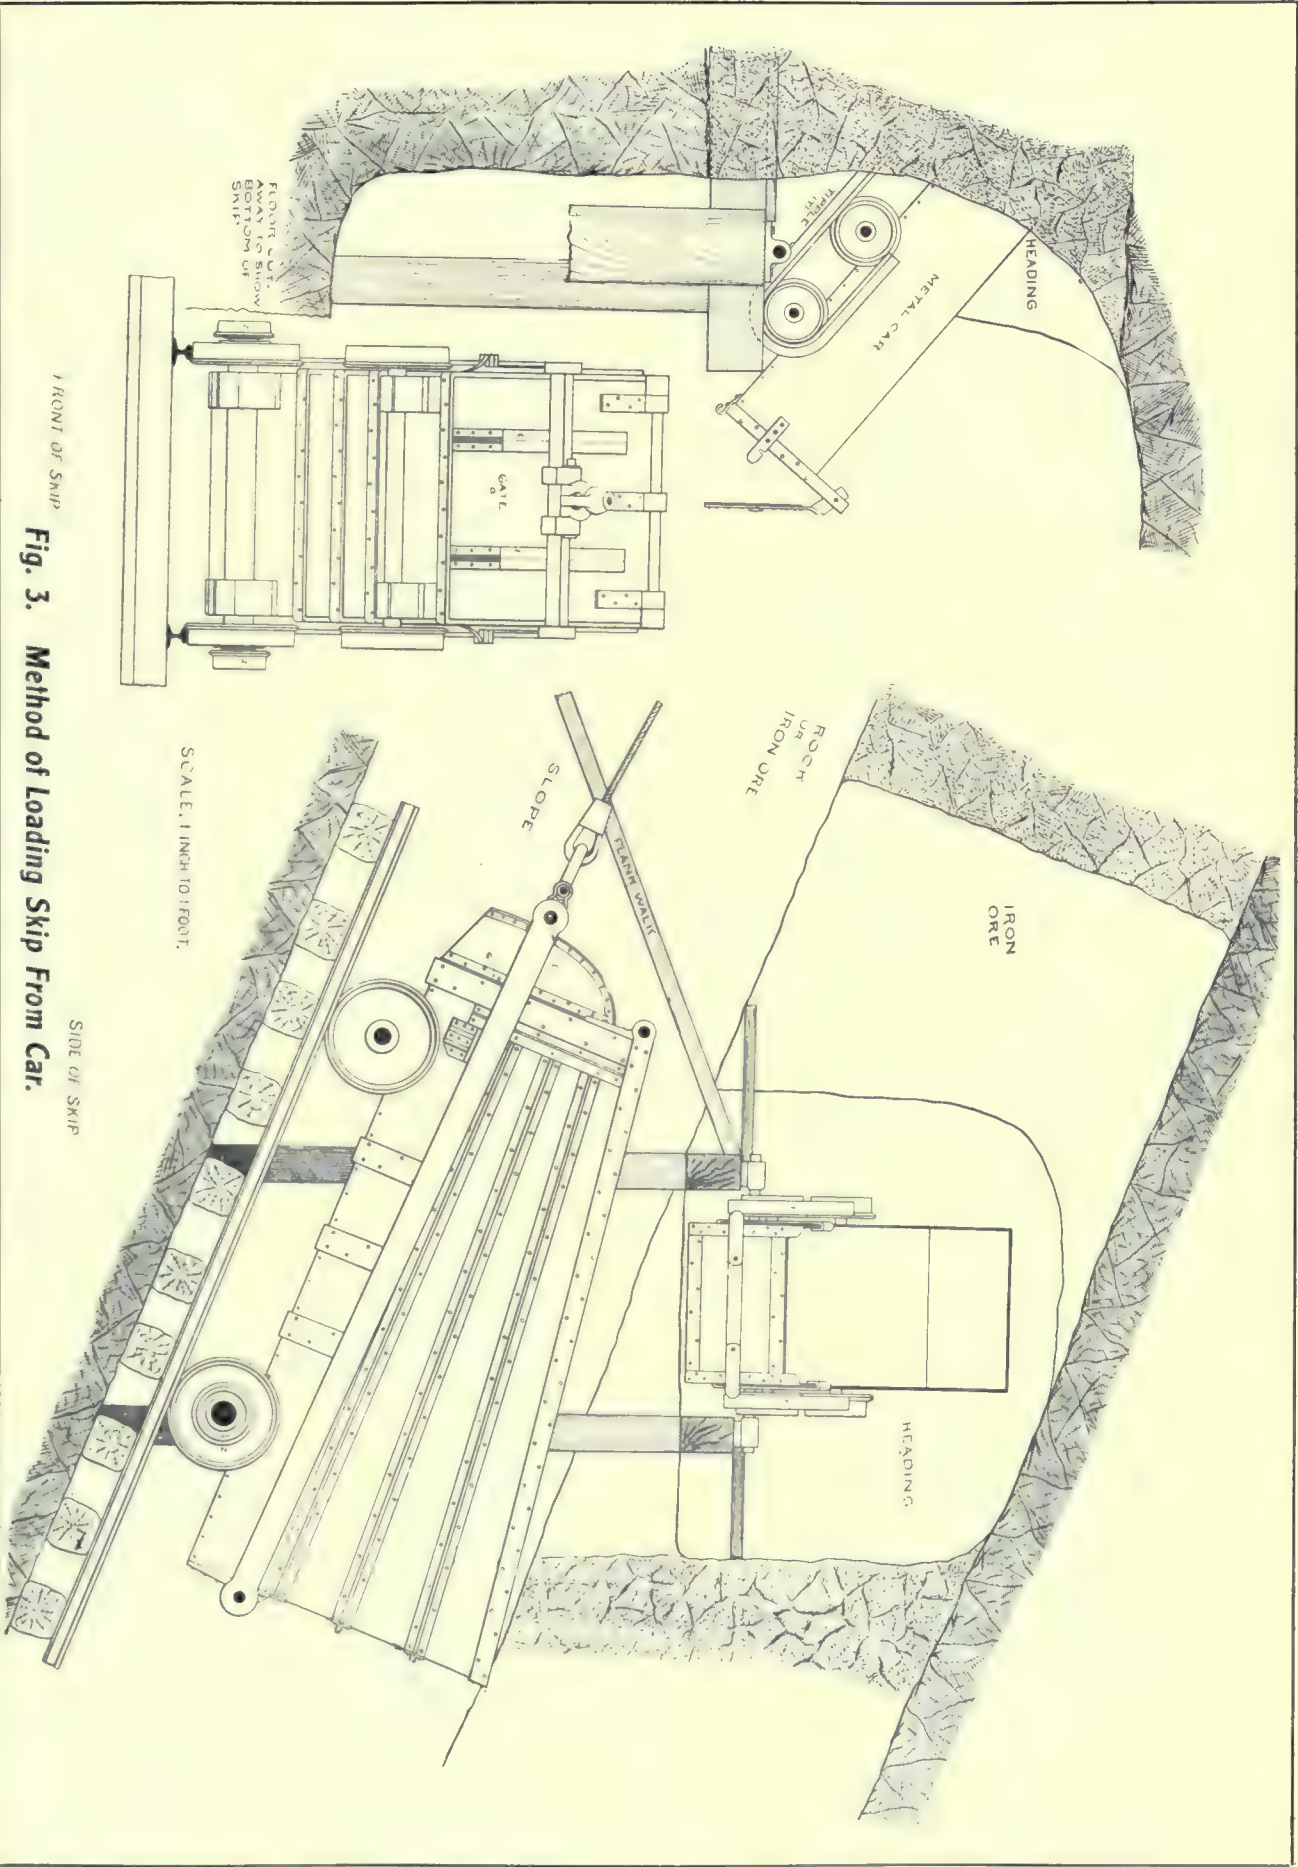 HEADING
METAL CAR
TIPPLE
FLOOR CUT
AWAY TO SHOW
BOTTOM OF
SKIP
GATE
FRONT OF SKIP
IRON
ORE
HEADING
ROCK
OR
IRON ORE
PLANK WALK
SLOPE
SCALE, 1 INCH TO 1 FOOT.
SIDE OF SKIP
Fig. 3. Method of Loading Skip From Car.